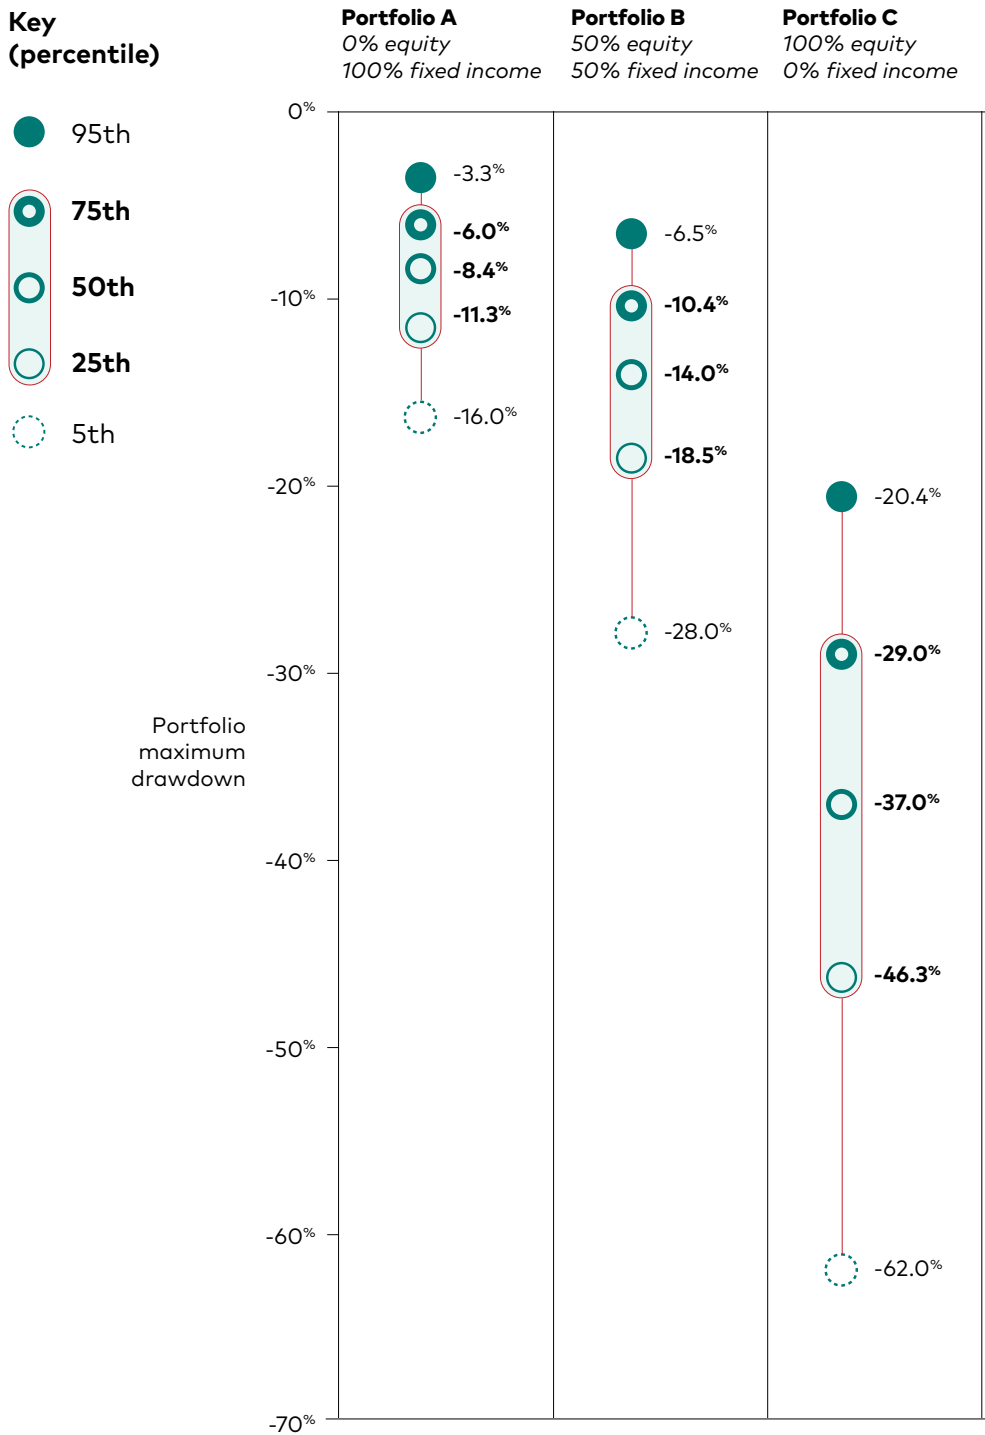 Key
(percentile)
95th
75th
50th
25th
5th
Portfolio A
0% equity
100% fixed income
Portfolio B
50% equity
50% fixed income
Portfolio C
100% equity
0% fixed income
0%
-10%
-20%
-30%
-40%
-50%
-60%
-70%
Portfolio
maximum
drawdown
-3.3%
-6.0%
-8.4%
-11.3%
-16.0%
-6.5%
-10.4%
-14.0%
-18.5%
-28.0%
-20.4%
-29.0%
-37.0%
-46.3%
-62.0%